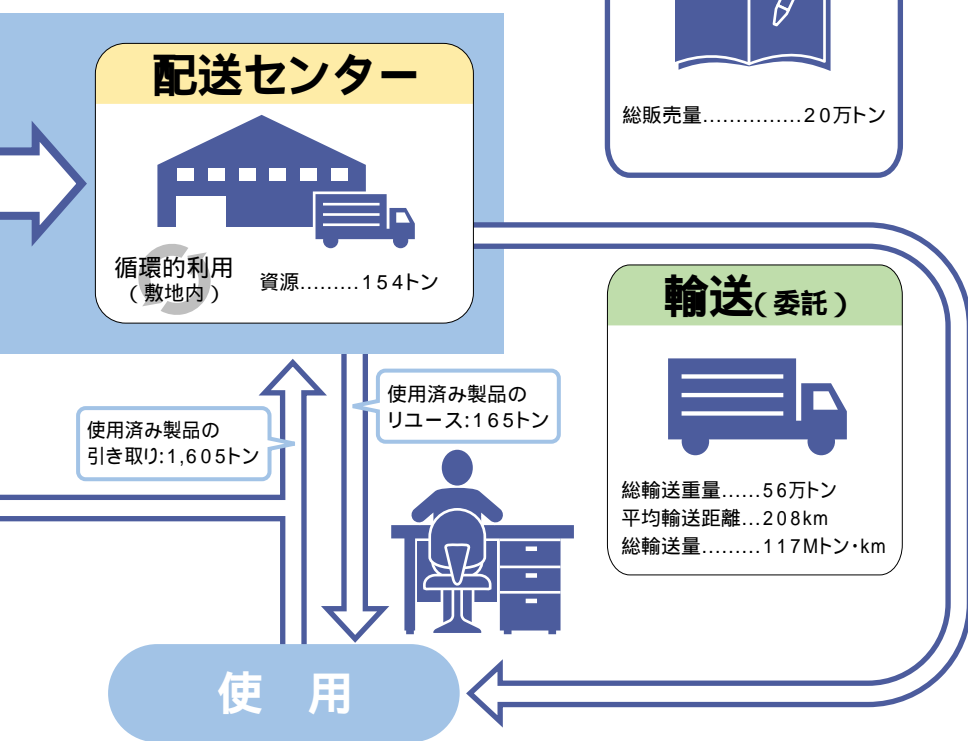 総販売量...............20万トン
配送センター
循環的利用
(敷地内)
資源.........154トン
輸送(委託)
総輸送重量......56万トン
平均輸送距離...208km
総輸送量.........117Mトン・km
使用済み製品の
引き取り:1,605トン
使用済み製品の
リユース:165トン
使 用